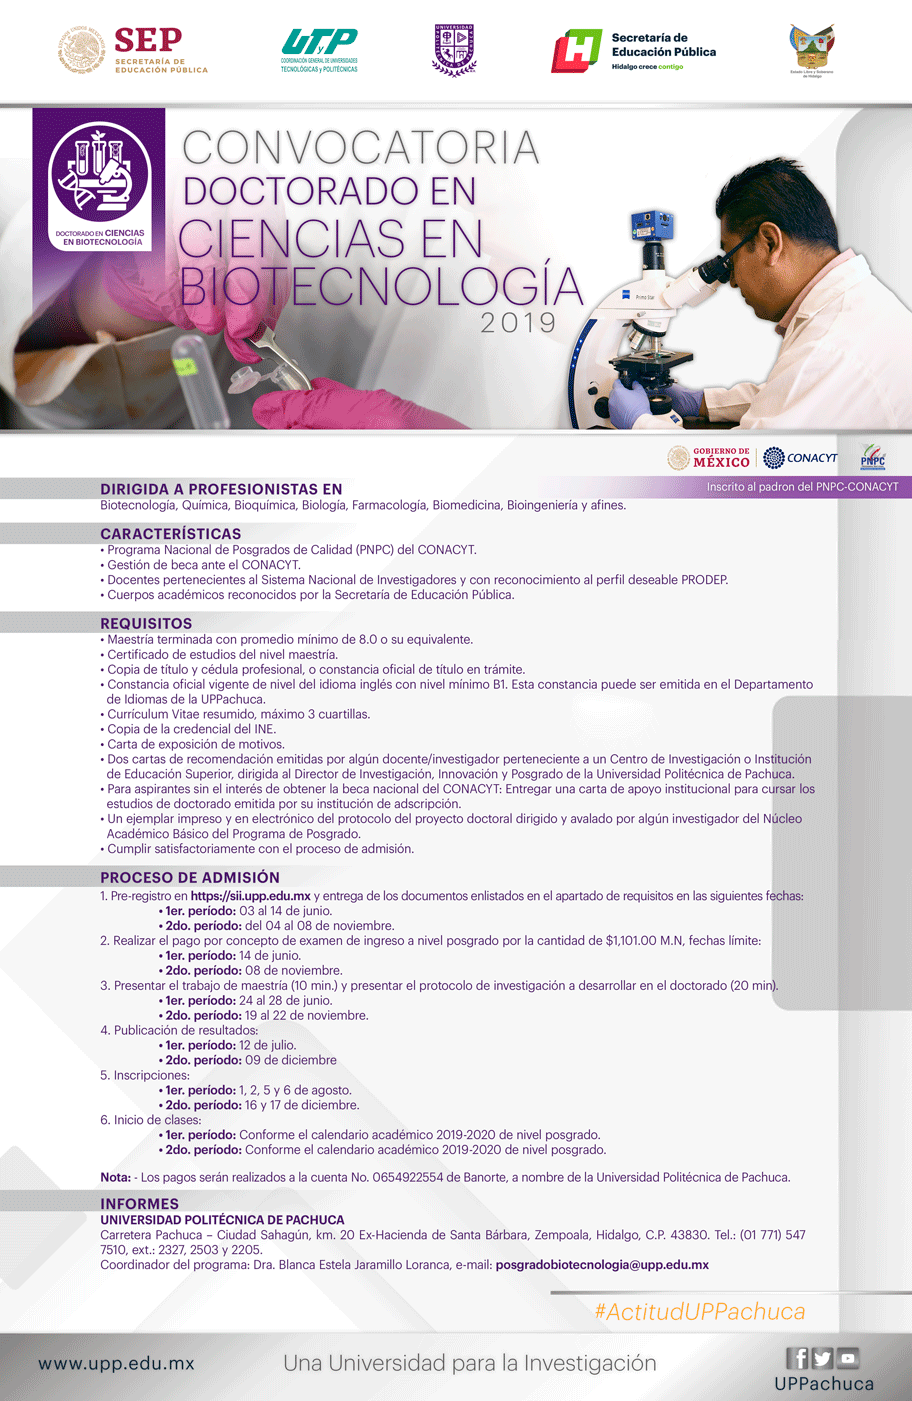 SEP
SECRETARÍA DE
EDUCACIÓN PÚBLICA
UTyP
COORDINACIÓN GENERAL DE UNIVERSIDADES
TECNOLÓGICAS y POLITÉCNICAS
UNIVERSIDAD
H
Secretaría de
Educación Pública
Hidalgo crece contigo
Estado Libre y Soberano
de Hidalgo
DOCTORADO EN CIENCIAS
EN BIOTECNOLOGÍA
CONVOCATORIA
DOCTORADO EN
CIENCIAS EN
BIOTECNOLOGÍA
2019
Primo Star
GOBIERNO DE
MÉXICO
CONACYT
PNPC
Inscrito al padron del PNPC-CONACYT
DIRIGIDA A PROFESIONISTAS EN
Biotecnología, Química, Bioquímica, Biología, Farmacología, Biomedicina, Bioingeniería y afines.
CARACTERÍSTICAS
• Programa Nacional de Posgrados de Calidad (PNPC) del CONACYT.
• Gestión de beca ante el CONACYT.
• Docentes pertenecientes al Sistema Nacional de Investigadores y con reconocimiento al perfil deseable PRODEP.
• Cuerpos académicos reconocidos por la Secretaría de Educación Pública.
REQUISITOS
• Maestría terminada con promedio mínimo de 8.0 o su equivalente.
• Certificado de estudios del nivel maestría.
• Copia de título y cédula profesional, o constancia oficial de título en trámite.
• Constancia oficial vigente de nivel del idioma inglés con nivel mínimo B1. Esta constancia puede ser emitida en el Departamento
de Idiomas de la UPPachuca.
• Currículum Vitae resumido, máximo 3 cuartillas.
• Copia de la credencial del INE.
• Carta de exposición de motivos.
• Dos cartas de recomendación emitidas por algún docente/investigador perteneciente a un Centro de Investigación o Institución
de Educación Superior, dirigida al Director de Investigación, Innovación y Posgrado de la Universidad Politécnica de Pachuca.
• Para aspirantes sin el interés de obtener la beca nacional del CONACYT: Entregar una carta de apoyo institucional para cursar los
estudios de doctorado emitida por su institución de adscripción.
• Un ejemplar impreso y en electrónico del protocolo del proyecto doctoral dirigido y avalado por algún investigador del Núcleo
Académico Básico del Programa de Posgrado.
• Cumplir satisfactoriamente con el proceso de admisión.
PROCESO DE ADMISIÓN
1. Pre-registro en https://sii.upp.edu.mx y entrega de los documentos enlistados en el apartado de requisitos en las siguientes fechas:
• 1er. período: 03 al 14 de junio.
• 2do. período: del 04 al 08 de noviembre.
2. Realizar el pago por concepto de examen de ingreso a nivel posgrado por la cantidad de $1,101.00 M.N, fechas límite:
• 1er. período: 14 de junio.
• 2do. período: 08 de noviembre.
3. Presentar el trabajo de maestría (10 min.) y presentar el protocolo de investigación a desarrollar en el doctorado (20 min).
• 1er. período: 24 al 28 de junio.
• 2do. período: 19 al 22 de noviembre.
4. Publicación de resultados:
• 1er. período: 12 de julio.
• 2do. período: 09 de diciembre
5. Inscripciones:
• 1er. período: 1, 2, 5 y 6 de agosto.
• 2do. período: 16 y 17 de diciembre.
6. Inicio de clases:
• 1er. período: Conforme el calendario académico 2019-2020 de nivel posgrado.
• 2do. período: Conforme el calendario académico 2019-2020 de nivel posgrado.
Nota: - Los pagos serán realizados a la cuenta No. 0654922554 de Banorte, a nombre de la Universidad Politécnica de Pachuca.
INFORMES
UNIVERSIDAD POLITÉCNICA DE PACHUCA
Carretera Pachuca – Ciudad Sahagún, km. 20 Ex-Hacienda de Santa Bárbara, Zempoala, Hidalgo, C.P. 43830. Tel.: (01 771) 547
7510, ext.: 2327, 2503 y 2205.
Coordinador del programa: Dra. Blanca Estela Jaramillo Loranca, e-mail: posgradobiotecnologia@upp.edu.mx
#ActitudUPPachuca
www.upp.edu.mx
Una Universidad para la Investigación
UPPachuca